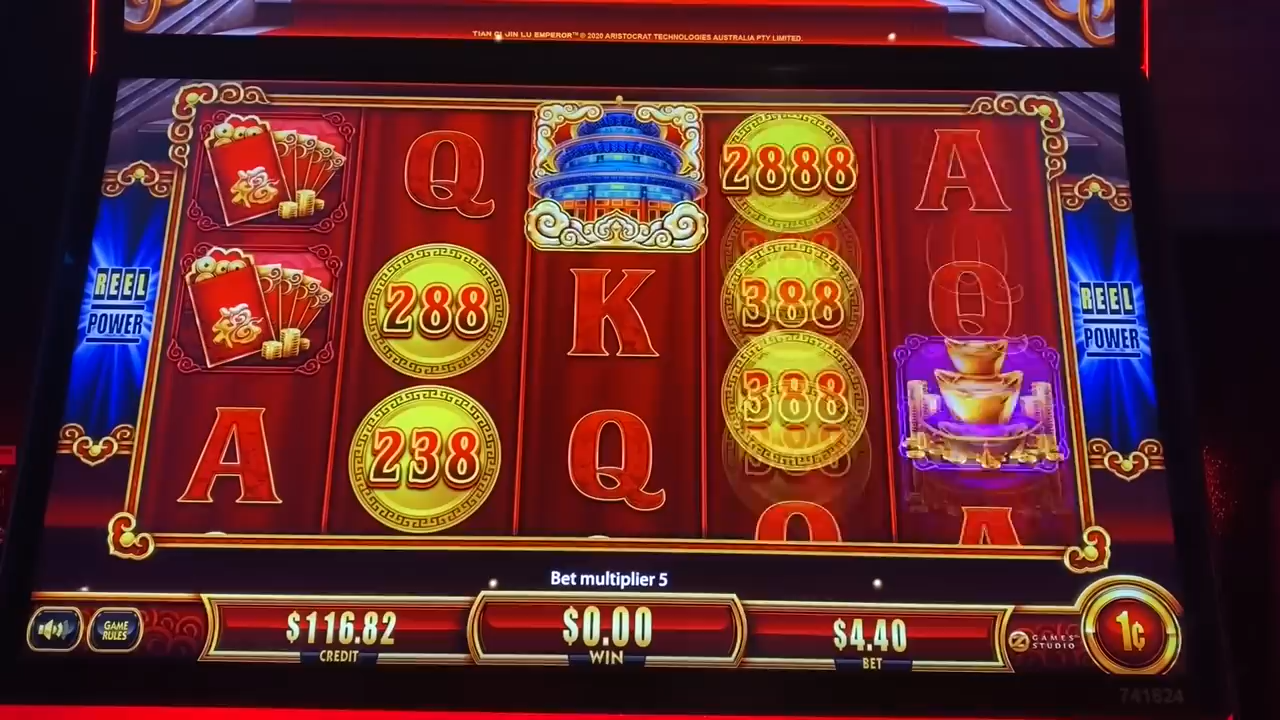 TIAN CI JIN LU EMPEROR™ © 2020 ARISTOCRAT TECHNOLOGIES AUSTRALIA PTY LIMITED.
Q
2888
A
REEL
POWER
福
288
K
388
Q
REEL
POWER
福
A
238
Q
388
Q
A
Bet multiplier 5
GAME
RULES
$116.82
CREDIT
$0.00
WIN
$4.40
BET
GAMES
STUDIO
1¢
741824